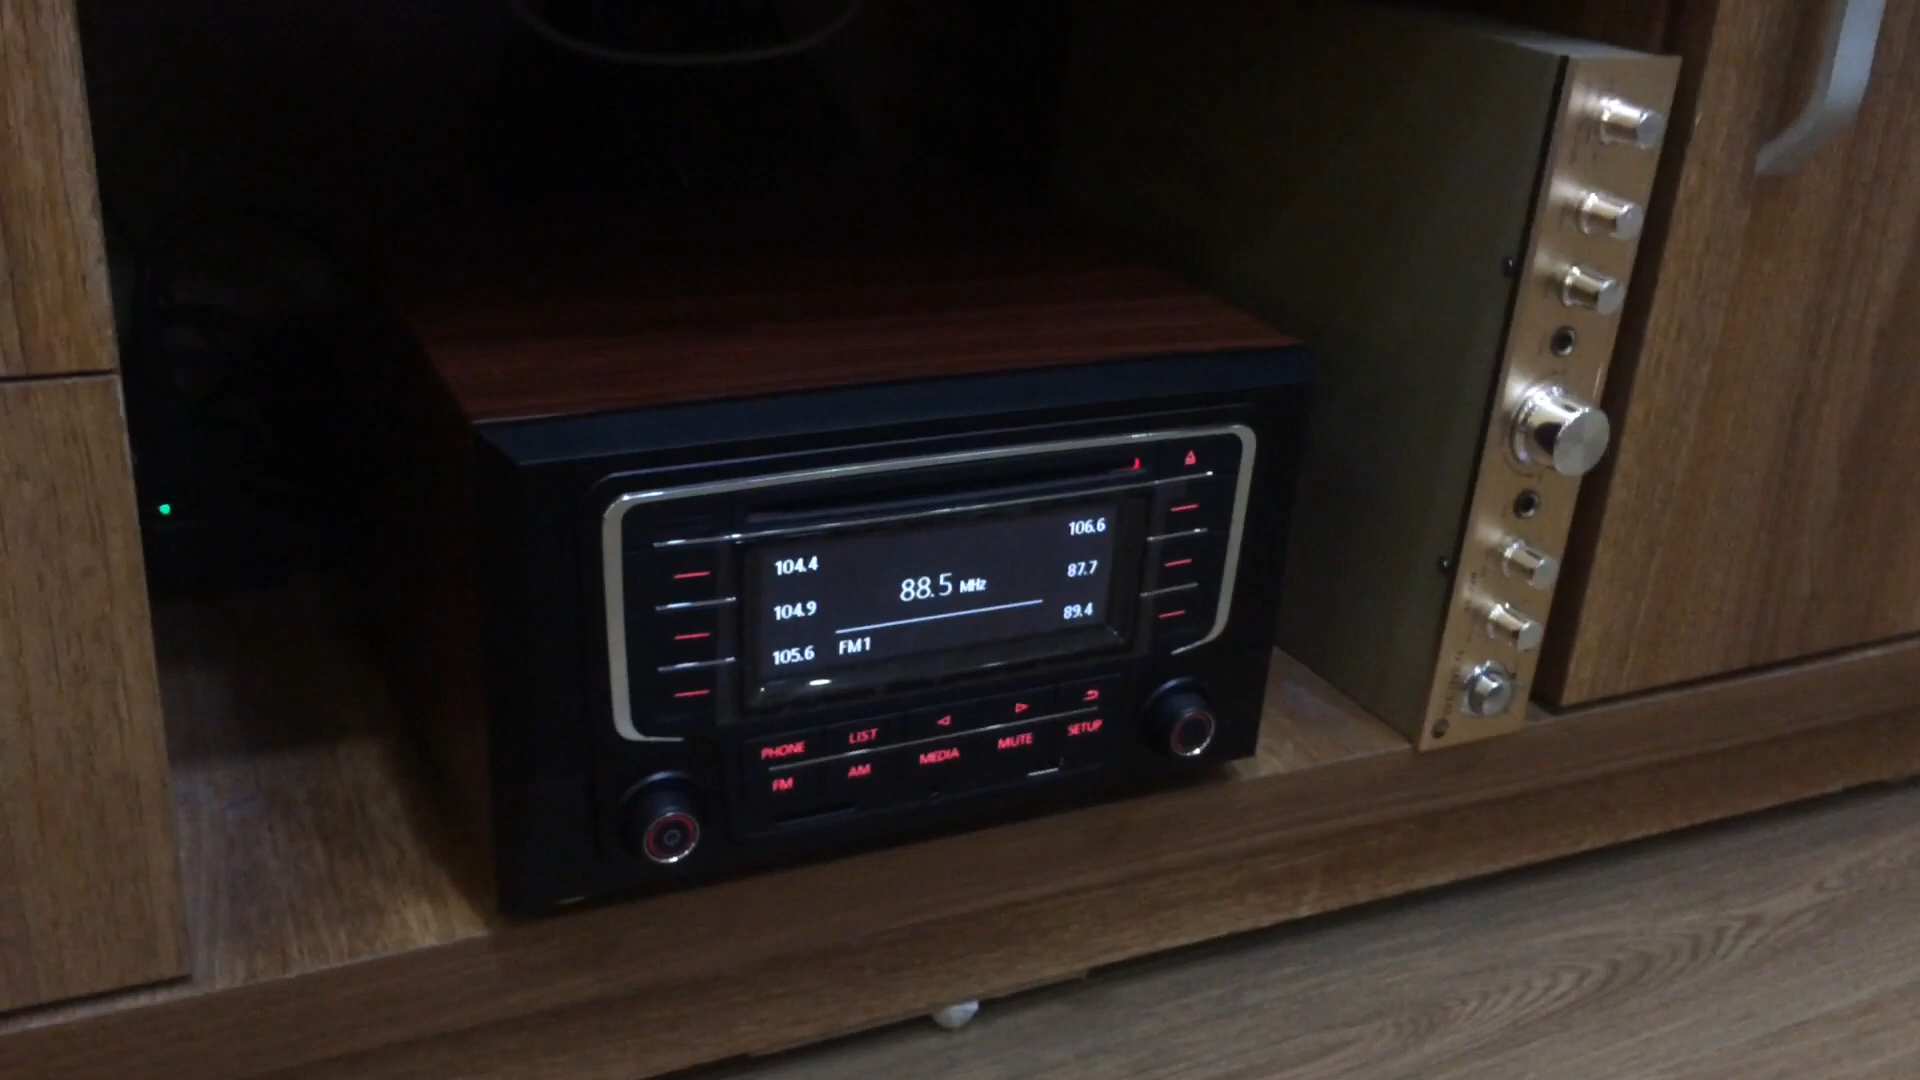 106.6
104.4
88.5 MHz
87.7
104.9
89.4
105.6
FM1
PHONE
LIST
MUTE
SETUP
FM
AM
MEDIA